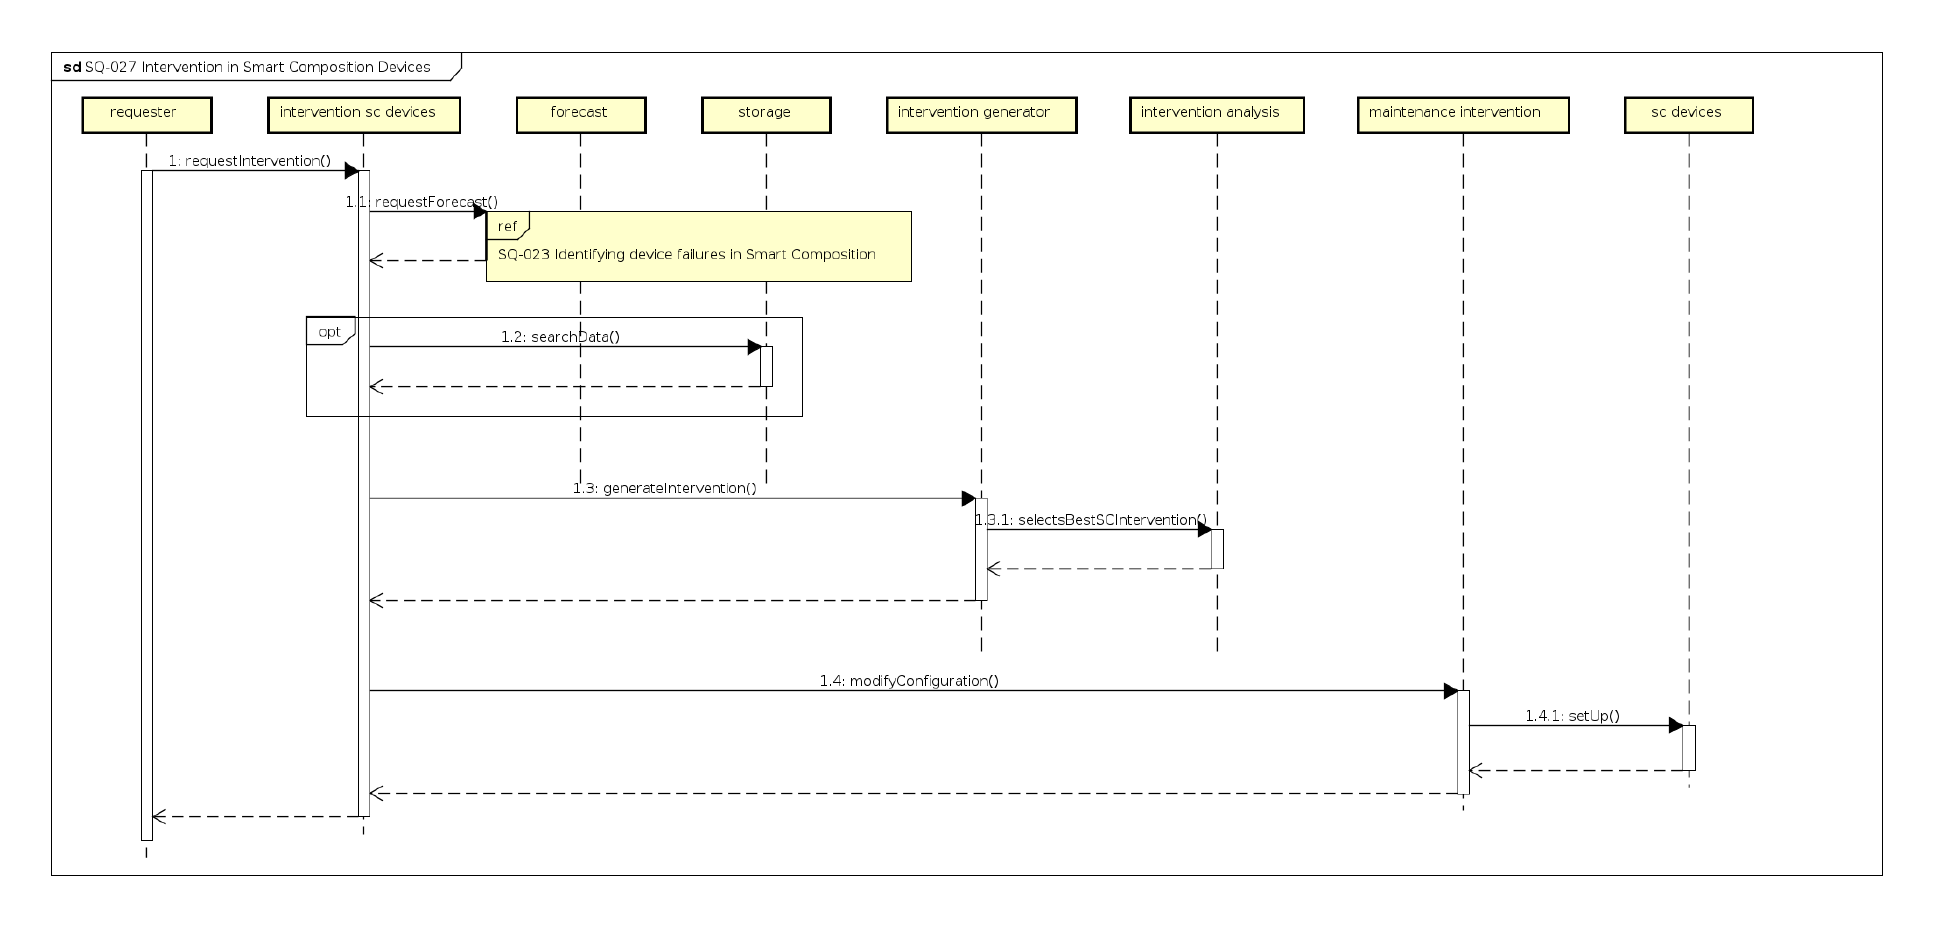 sd SQ-027 Intervention in Smart Composition Devices
requester
intervention sc devices
forecast
storage
intervention generator
intervention analysis
maintenance intervention
sc devices
1: requestIntervention()
1.1: requestForecast()
ref
SQ-023 Identifying device failures in Smart Composition
opt
1.2: searchData()
1.3: generateIntervention()
1.3.1: selectsBestSCIntervention()
1.4: modifyConfiguration()
1.4.1: setUp()